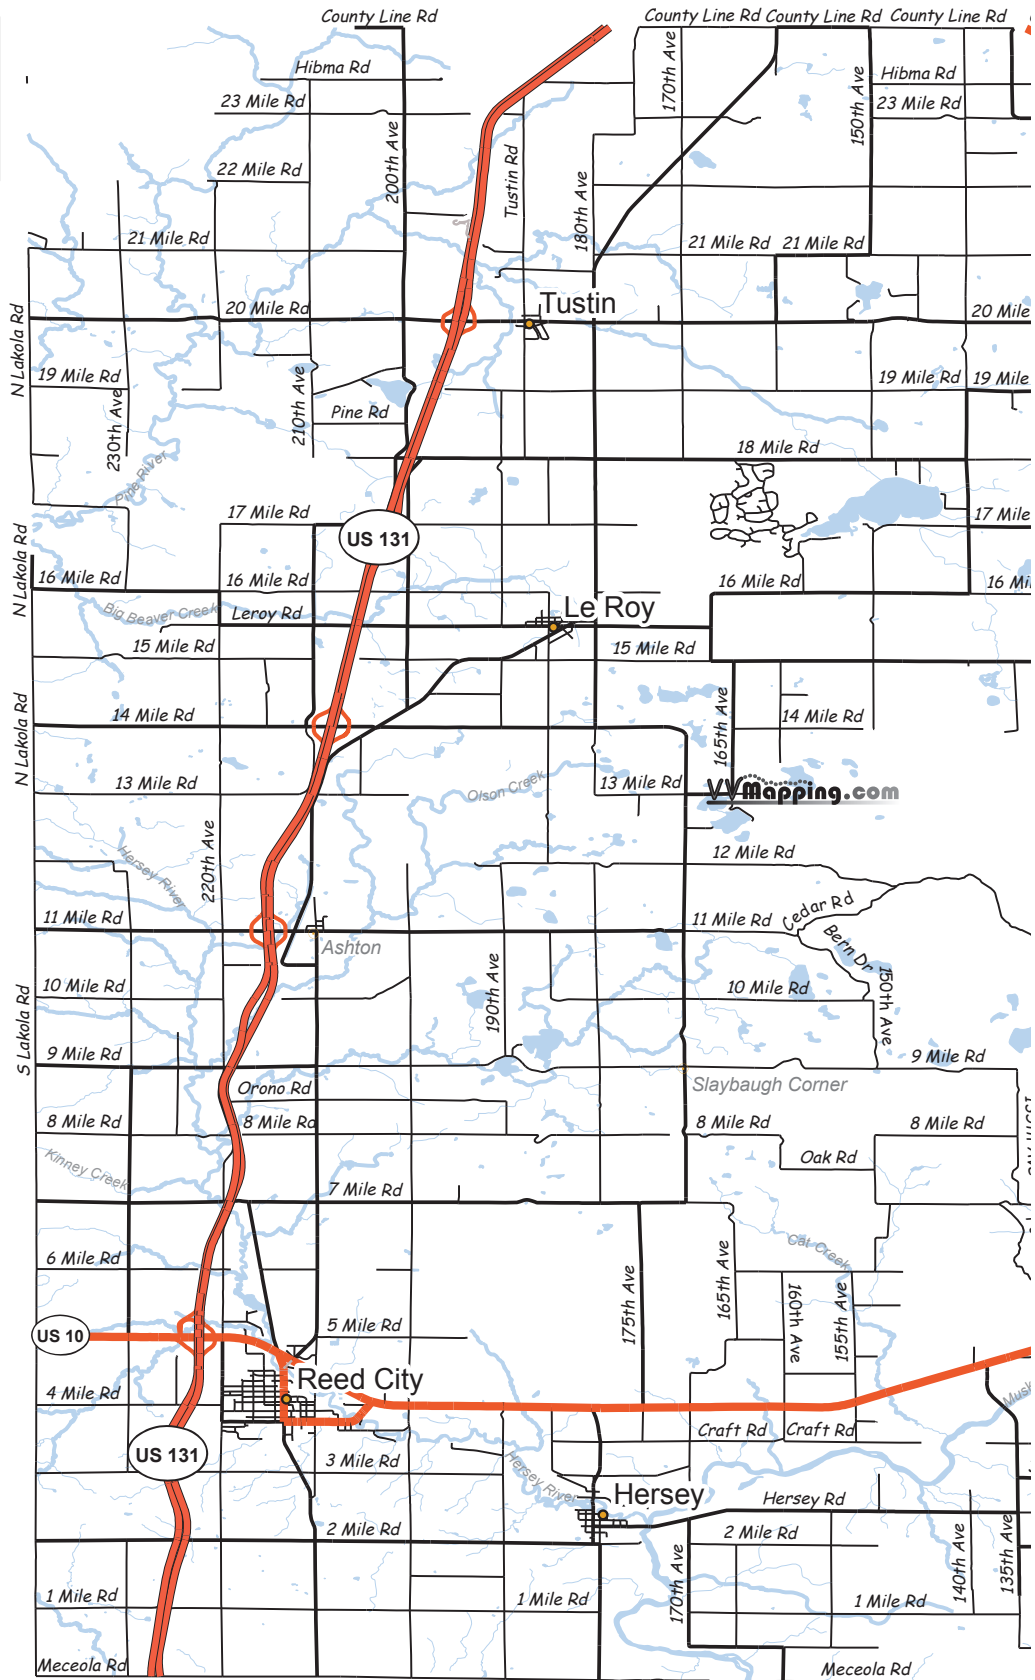 County Line Rd
County Line Rd County Line Rd County Line Rd
Hibma Rd
170th Ave
Hibma Rd
23 Mile Rd
150th Ave
23 Mile Rd
200th Ave
Tustin Rd
22 Mile Rd
180th Ave
21 Mile Rd
21 Mile Rd
21 Mile Rd
20 Mile Rd
Tustin
20 Mile
N Lakola Rd
19 Mile Rd
19 Mile Rd
19 Mile
230th Ave
210th Ave
Pine Rd
18 Mile Rd
Pine River
17 Mile Rd
17 Mile
US 131
N Lakola Rd
16 Mile Rd
16 Mile Rd
16 Mile Rd
16 Mi
Big Beaver Creek
Leroy Rd
Le Roy
15 Mile Rd
15 Mile Rd
N Lakola Rd
14 Mile Rd
165th Ave
14 Mile Rd
13 Mile Rd
Olson Creek
13 Mile Rd
VVMapping.com
Hersey River
220th Ave
12 Mile Rd
11 Mile Rd
11 Mile Rd
Cedar Rd
Ashton
Bern Dr
10 Mile Rd
190th Ave
10 Mile Rd
150th Ave
S Lakola Rd
9 Mile Rd
9 Mile Rd
Orono Rd
Slaybaugh Corner
8 Mile Rd
8 Mile Rd
8 Mile Rd
8 Mile Rd
Kinney Creek
Oak Rd
7 Mile Rd
6 Mile Rd
Cat Creek
175th Ave
165th Ave
160th Ave
155th Ave
US 10
5 Mile Rd
Reed City
4 Mile Rd
Musk
US 131
3 Mile Rd
Craft Rd
Craft Rd
Hersey River
Hersey
Hersey Rd
2 Mile Rd
2 Mile Rd
170th Ave
140th Ave
135th Ave
1 Mile Rd
1 Mile Rd
1 Mile Rd
Meceola Rd
Meceola Rd